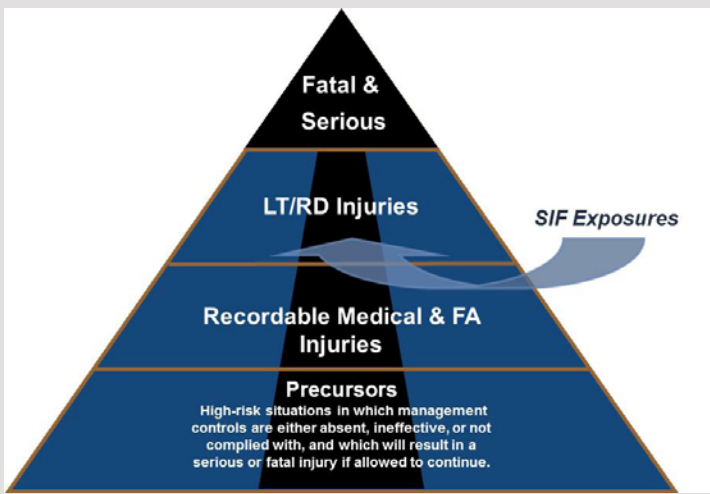 Fatal &
Serious
LT/RD Injuries
SIF Exposures
Recordable Medical & FA
Injuries
Precursors
High-risk situations in which management
controls are either absent, ineffective, or not
complied with, and which will result in a
serious or fatal injury if allowed to continue.